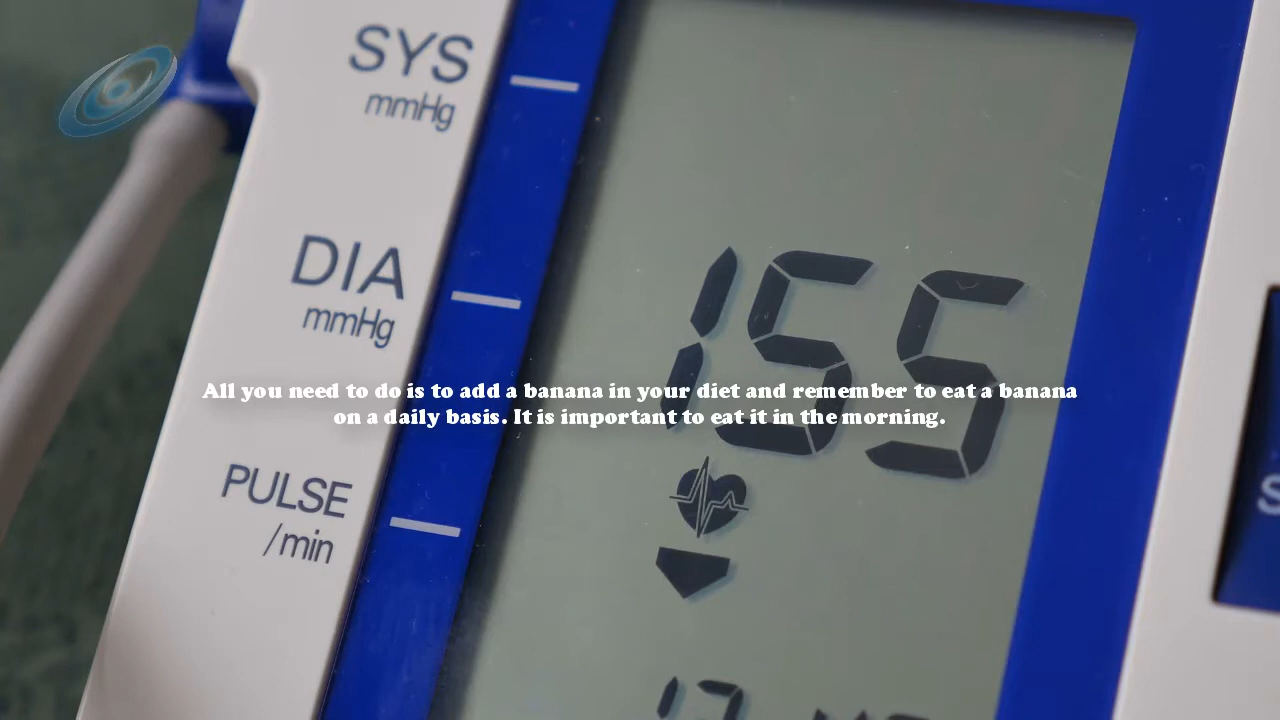 SYS
mmHg
DIA
mmHg
155
All you need to do is to add a banana in your diet and remember to eat a banana
on a daily basis. It is important to eat it in the morning.
PULSE
/min